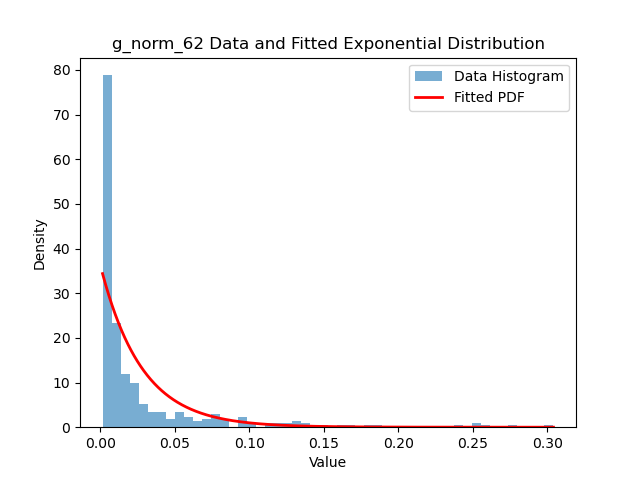 g_norm_62 Data and Fitted Exponential Distribution
Data Histogram
Fitted PDF
80
70
60
50
40
30
20
10
0
Density
0.00 0.05 0.10 0.15 0.20 0.25 0.30
Value